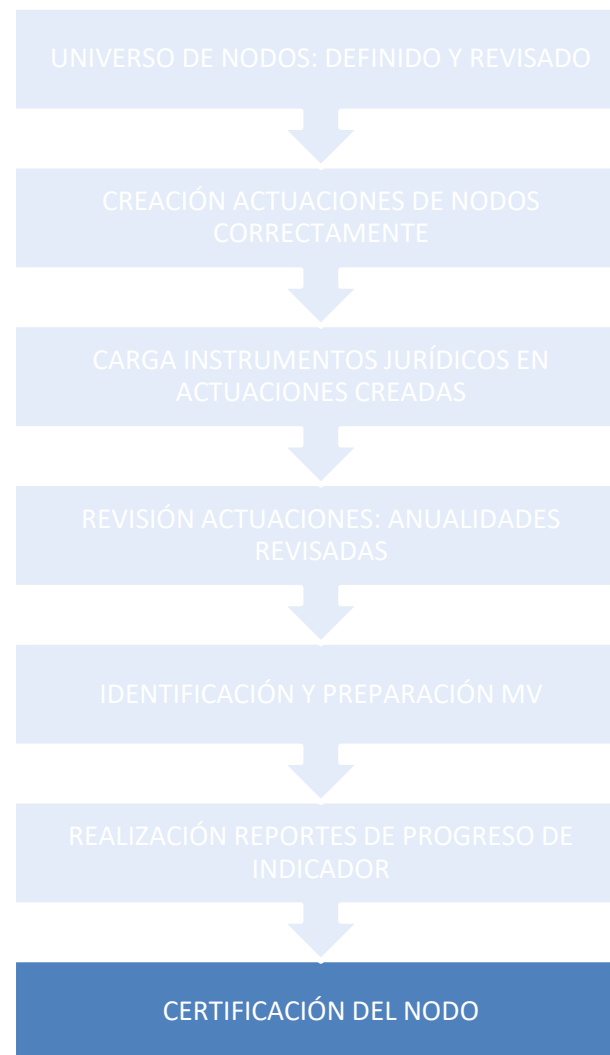 UNIVERSO DE NODOS: DEFINIDO Y REVISADO
CREACIÓN ACTUACIONES DE NODOS
CORRECTAMENTE
CARGA INSTRUMENTOS JURÍDICOS EN
ACTUACIONES CREADAS
REVISIÓN ACTUACIONES: ANUALIDADES
REVISADAS
IDENTIFICACIÓN Y PREPARACIÓN MV
REALIZACIÓN REPORTES DE PROGRESO DE
INDICADOR
CERTIFICACIÓN DEL NODO